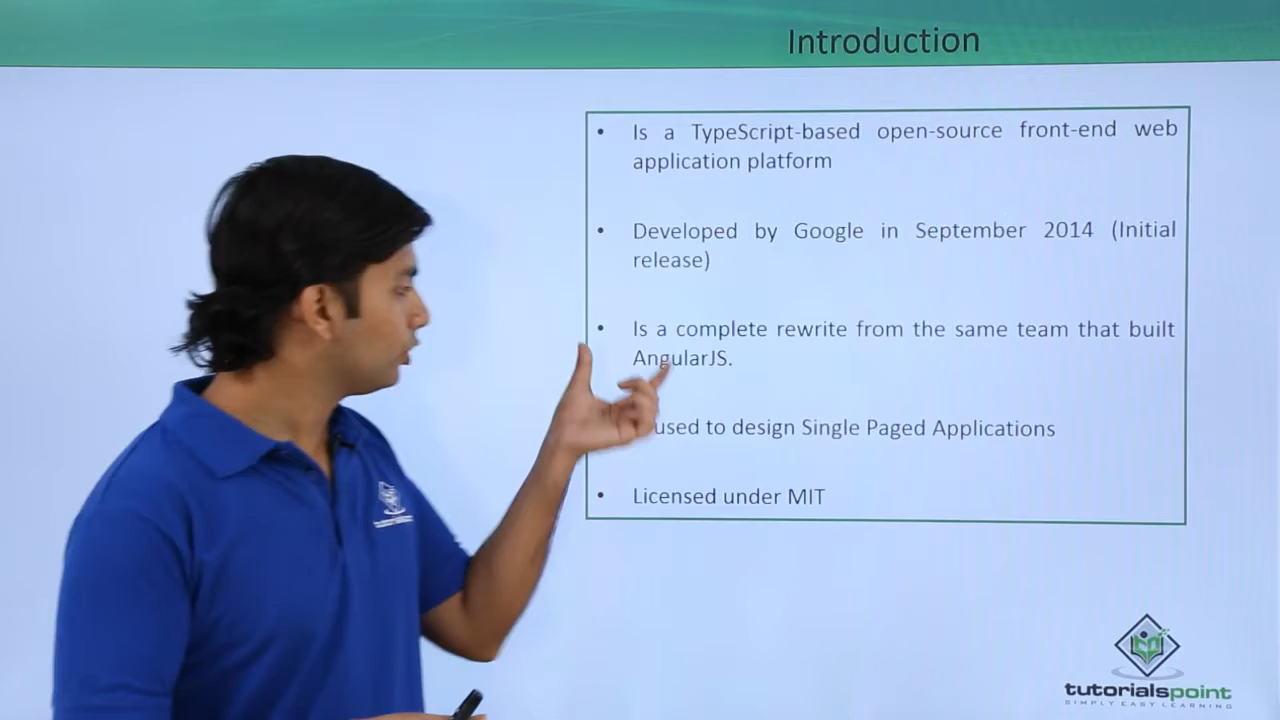 Introduction
• Is a TypeScript-based open-source front-end web
application platform
• Developed by Google in September 2014 (Initial
release)
• Is a complete rewrite from the same team that built
AngularJS.
used to design Single Paged Applications
• Licensed under MIT
tutorialspoint
SIMPLY EASY LEARNING